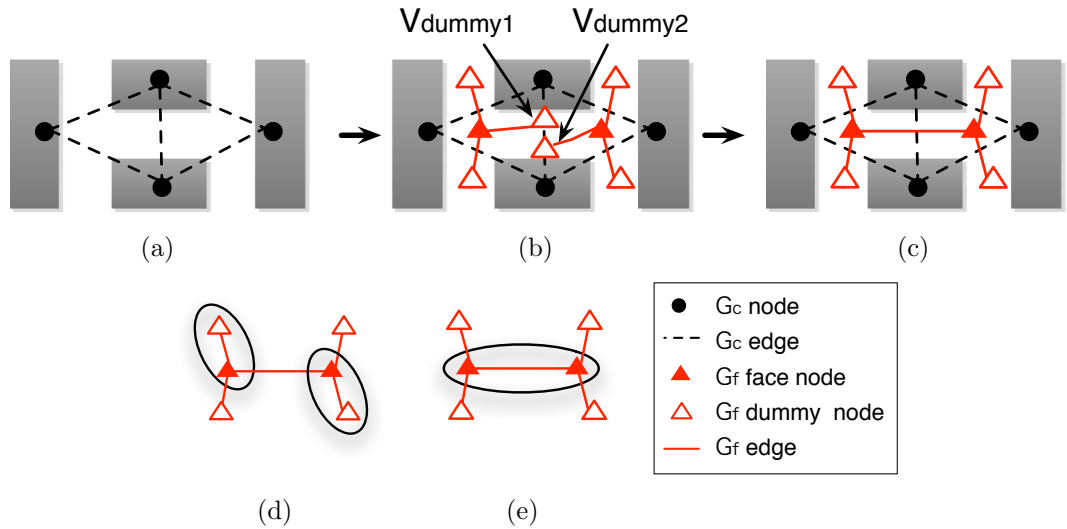 Vdummy1
Vdummy2
(a)
(b)
(c)
Gc node
Gc edge
Gf face node
Gf dummy node
Gf edge
(d)
(e)